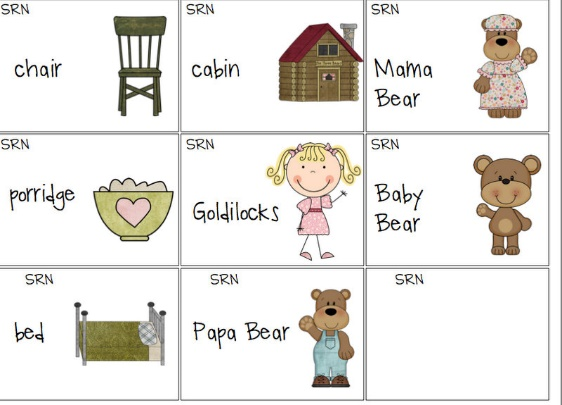 SRN
chair
SRN
cabin
SRN
Mama
Bear
SRN
porridge
SRN
Goldilocks
SRN
Baby
Bear
SRN
bed
SRN
Papa Bear
SRN